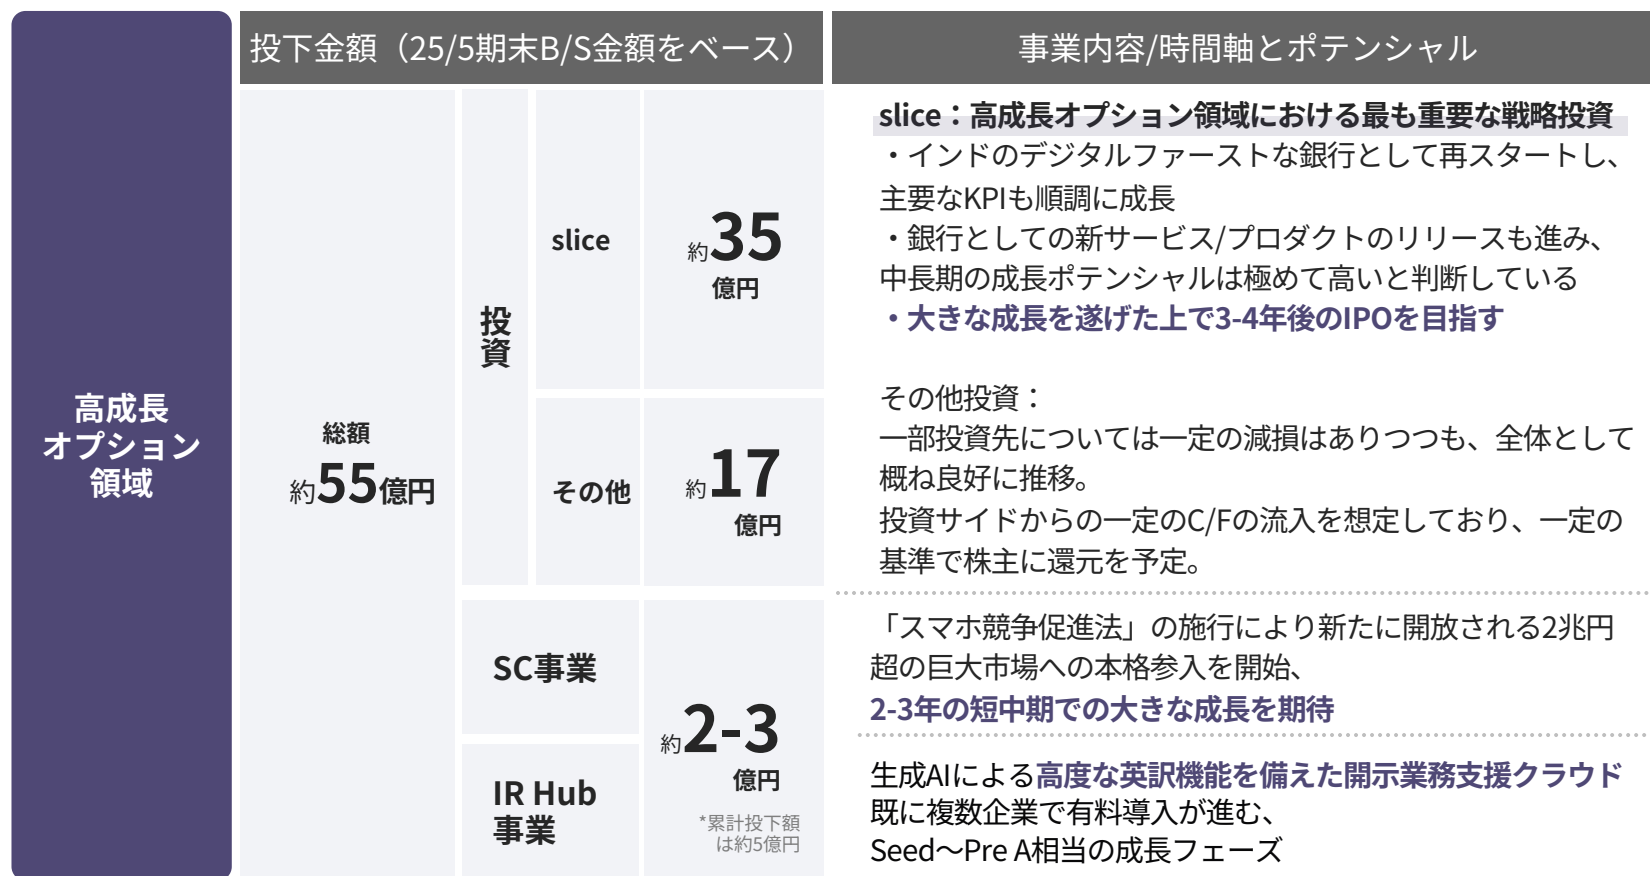 投下金額（25/5期末B/S金額をベース）
事業内容/時間軸とポテンシャル
高成長
オプション
領域
総額
約55億円
投資
slice
約35
億円
その他
約17
億円
SC事業
IR Hub
事業
約2-3
億円
*累計投下額
は約5億円
slice：高成長オプション領域における最も重要な戦略投資
・インドのデジタルファーストな銀行として再スタートし、
主要なKPIも順調に成長
・銀行としての新サービス/プロダクトのリリースも進み、
中長期の成長ポテンシャルは極めて高いと判断している
・大きな成長を遂げた上で3-4年後のIPOを目指す
その他投資：
一部投資先については一定の減損はありつつも、全体として
概ね良好に推移。
投資サイドからの一定のC/Fの流入を想定しており、一定の
基準で株主に還元を予定。
「スマホ競争促進法」の施行により新たに開放される2兆円
超の巨大市場への本格参入を開始、
2-3年の短中期での大きな成長を期待
生成AIによる高度な英訳機能を備えた開示業務支援クラウド
既に複数企業で有料導入が進む、
Seed～Pre A相当の成長フェーズ